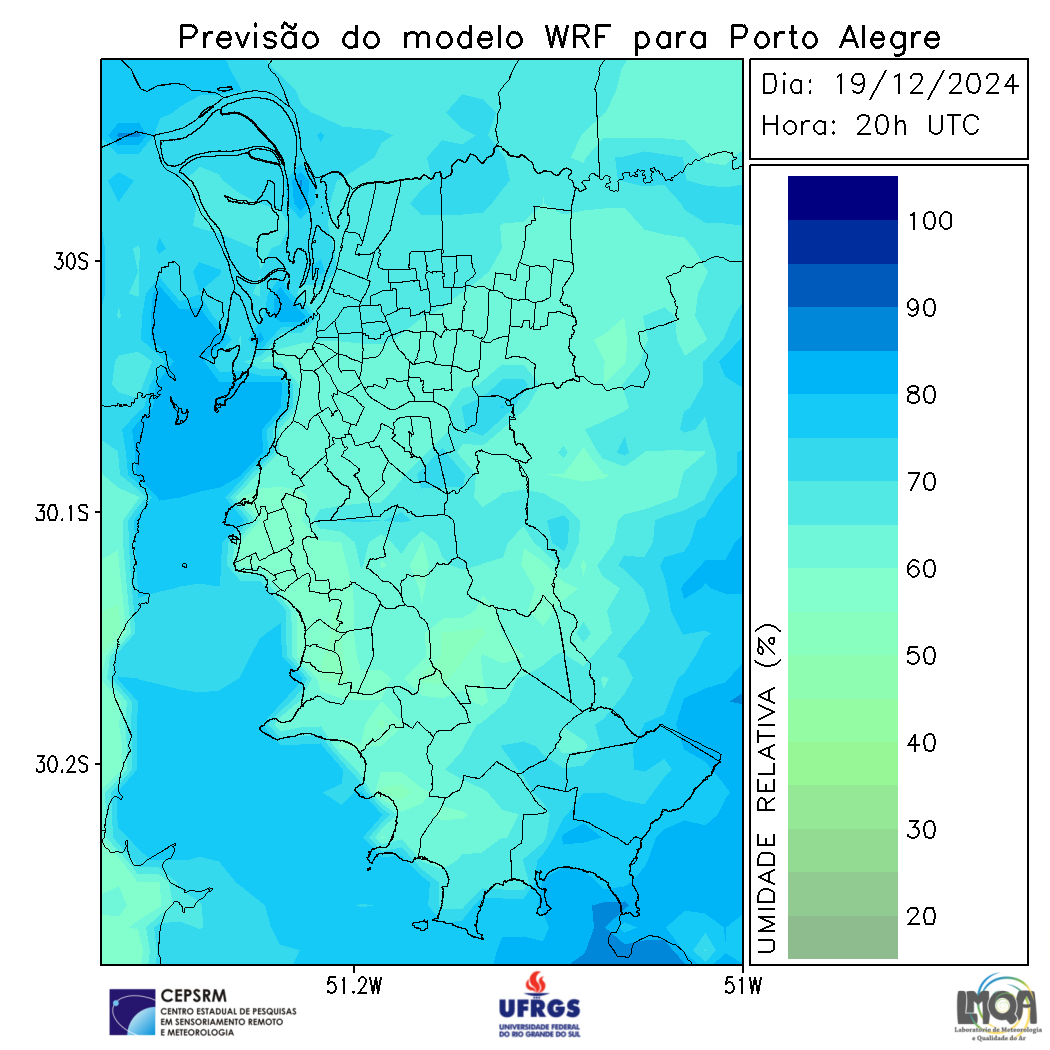 Previsão do modelo WRF para Porto Alegre
Dia: 19/12/2024
Hora: 20h UTC
30S
30.1S
30.2S
51.2W
51W
100
90
80
70
60
50
40
30
20
UMIDADE RELATIVA (%)
CEPSRM
CENTRO ESTADUAL DE PESQUISAS
EM SENSORIAMENTO REMOTO
E METEOROLOGIA
UFRGS
UNIVERSIDADE FEDERAL
DO RIO GRANDE DO SUL
LMQA
Laboratório de Meteorologia
e Qualidade do Ar